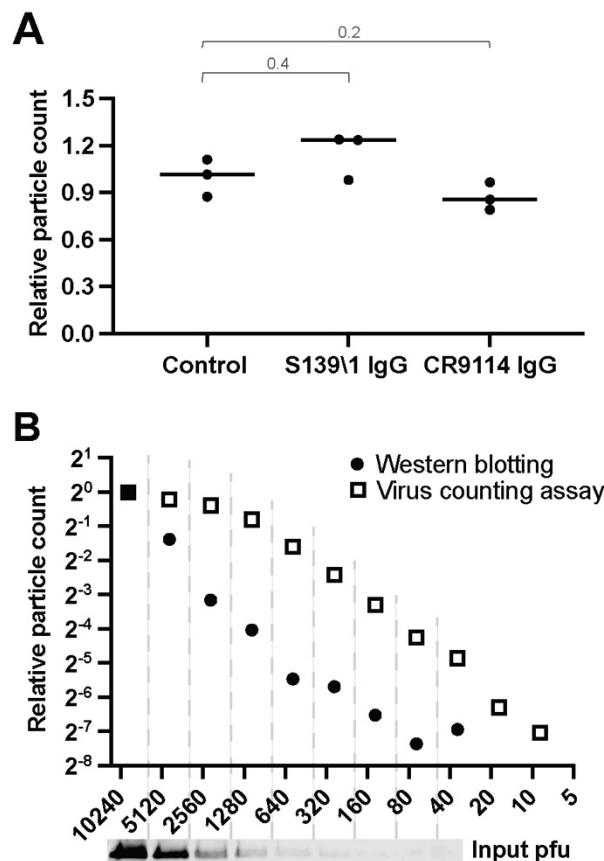 A
0.2
0.4
Relative particle count
1.5
1.2
0.9
0.6
0.3
0.0
Control S139\1 IgG CR9114 IgG
B
Relative particle count
2^1
2^0
2^-1
2^-2
2^-3
2^-4
2^-5
2^-6
2^-7
2^-8
Western blotting
Virus counting assay
10240 5120 2560 1280 640 320 160 80 40 20 10 5
Input pfu